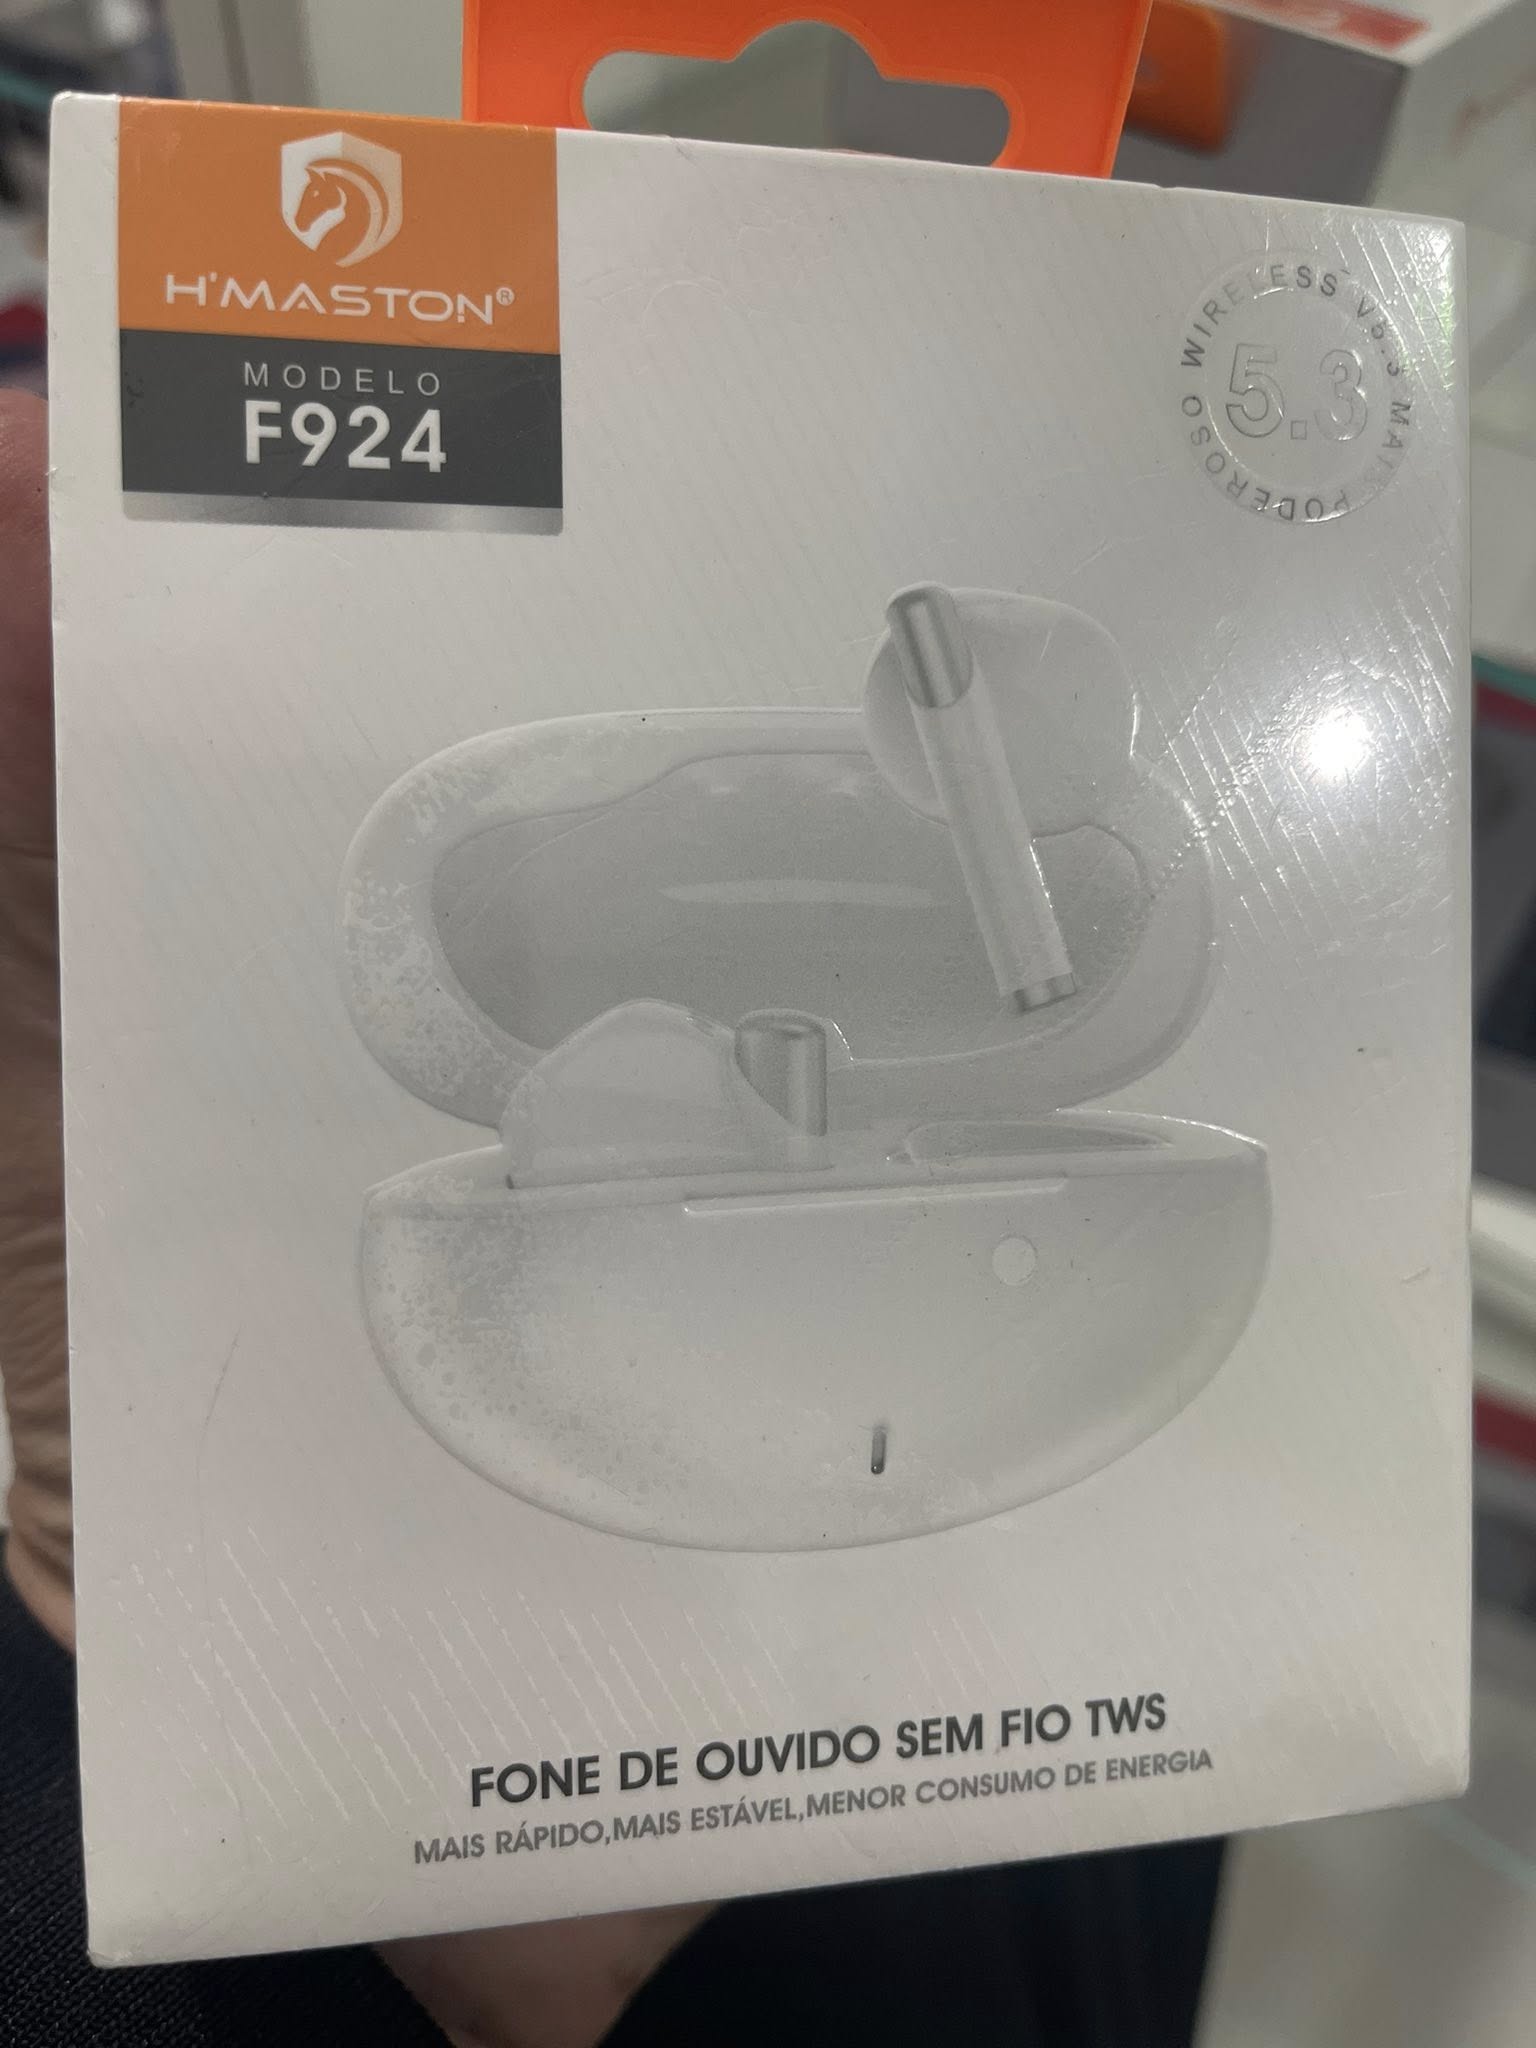 H'MASTON®
MODELO
F924
WIRELESS V5.3 MAIS PODEROSO
5.3
FONE DE OUVIDO SEM FIO TWS
MAIS RÁPIDO,MAIS ESTÁVEL,MENOR CONSUMO DE ENERGIA